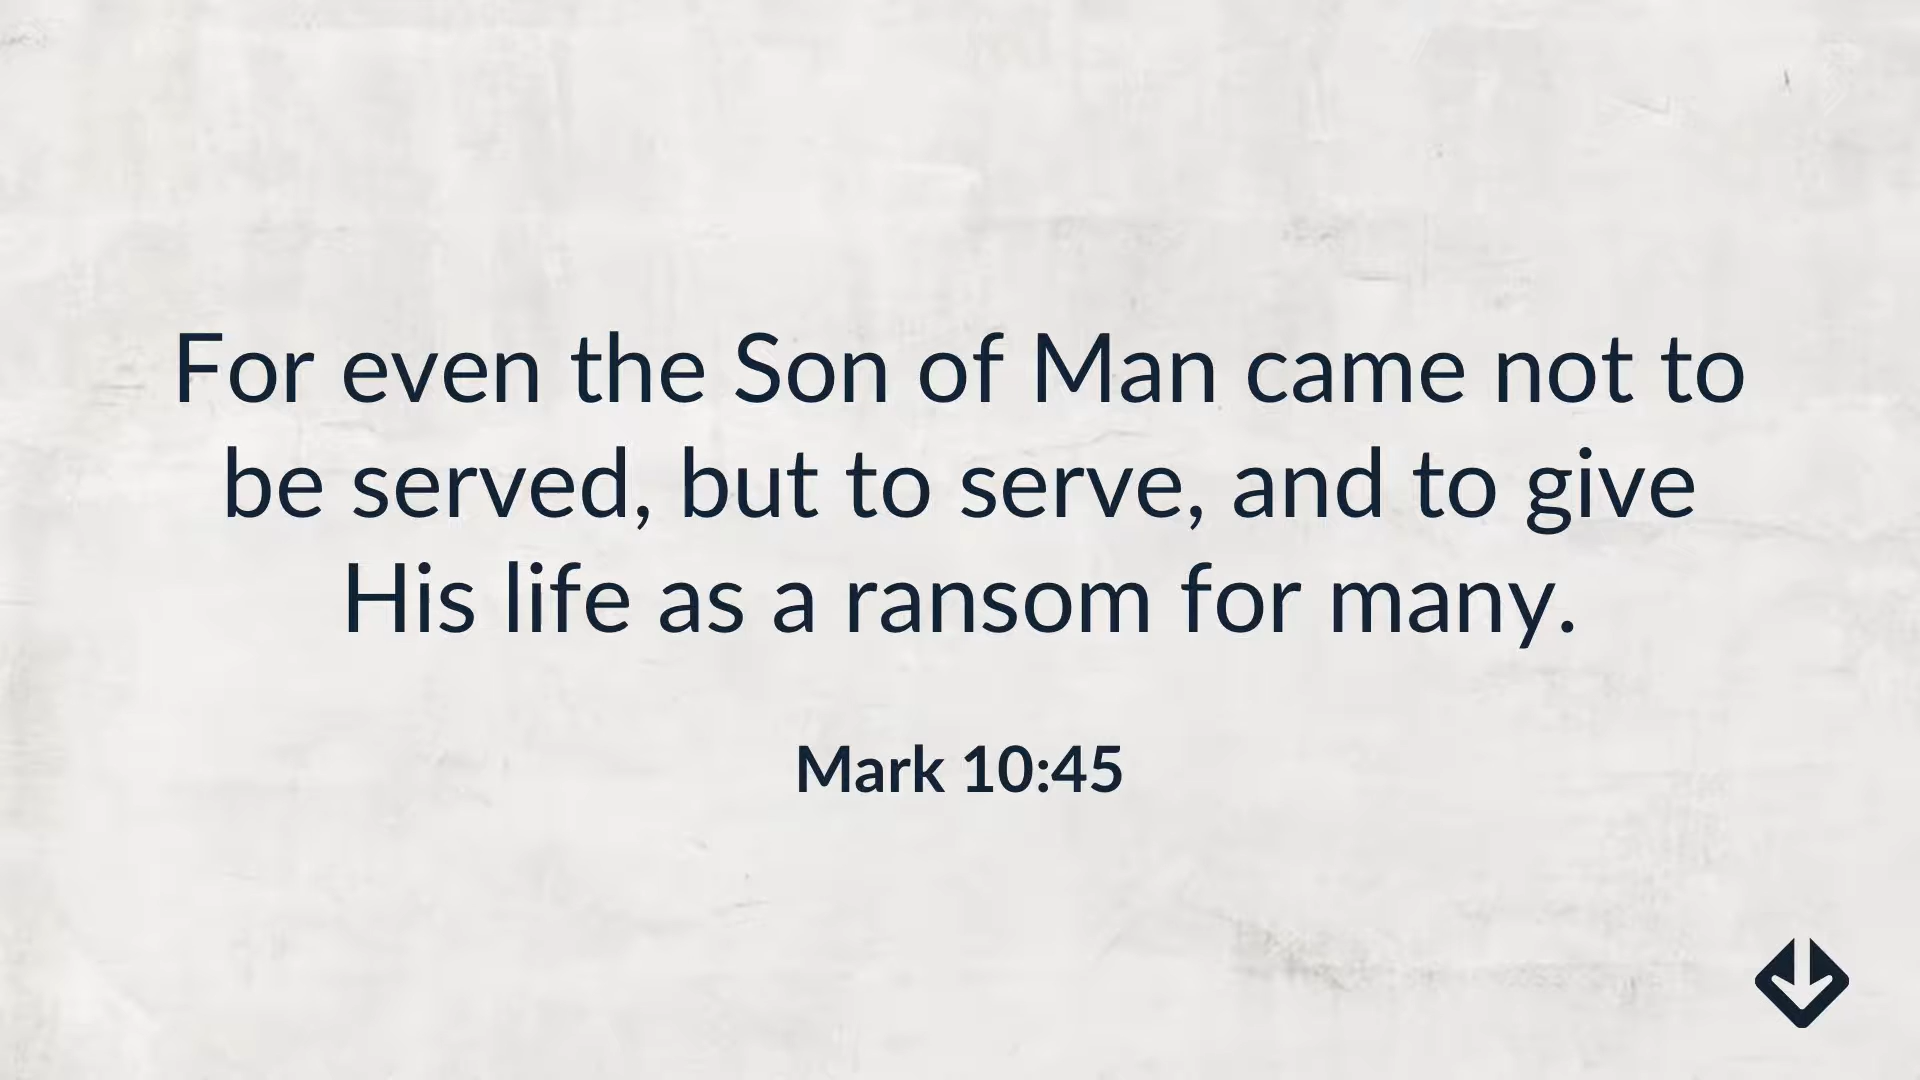 For even the Son of Man came not to
be served, but to serve, and to give
His life as a ransom for many.
Mark 10:45